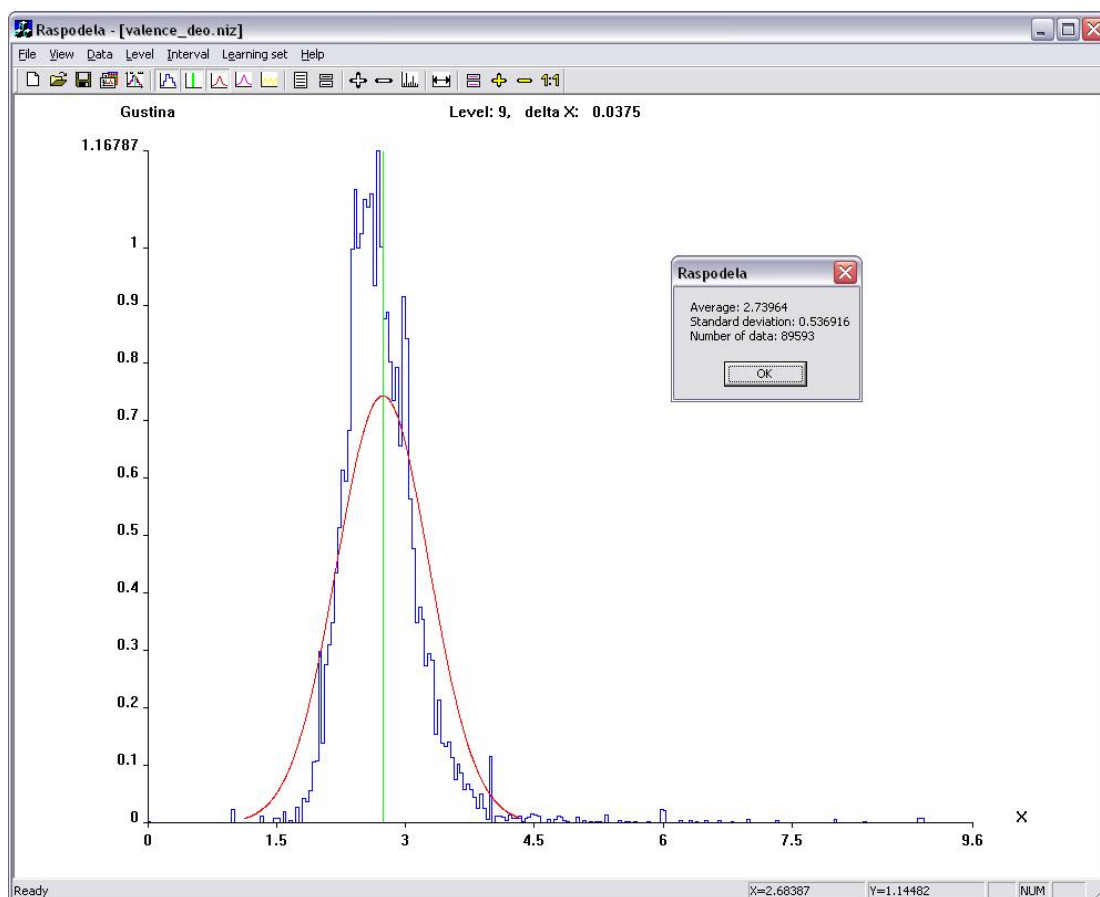 Raspodela - [valence_deo.niz]
File View Data Level Interval Learning set Help
1:1
Gustina
Level: 9, delta X: 0.0375
1.16787
1
0.9
0.8
0.7
0.6
0.5
0.4
0.3
0.2
0.1
0
Raspodela
Average: 2.73964
Standard deviation: 0.536916
Number of data: 89593
OK
X
0 1.5 3 4.5 6 7.5 9.6
Ready X=2.68387 Y=1.14482 NUM